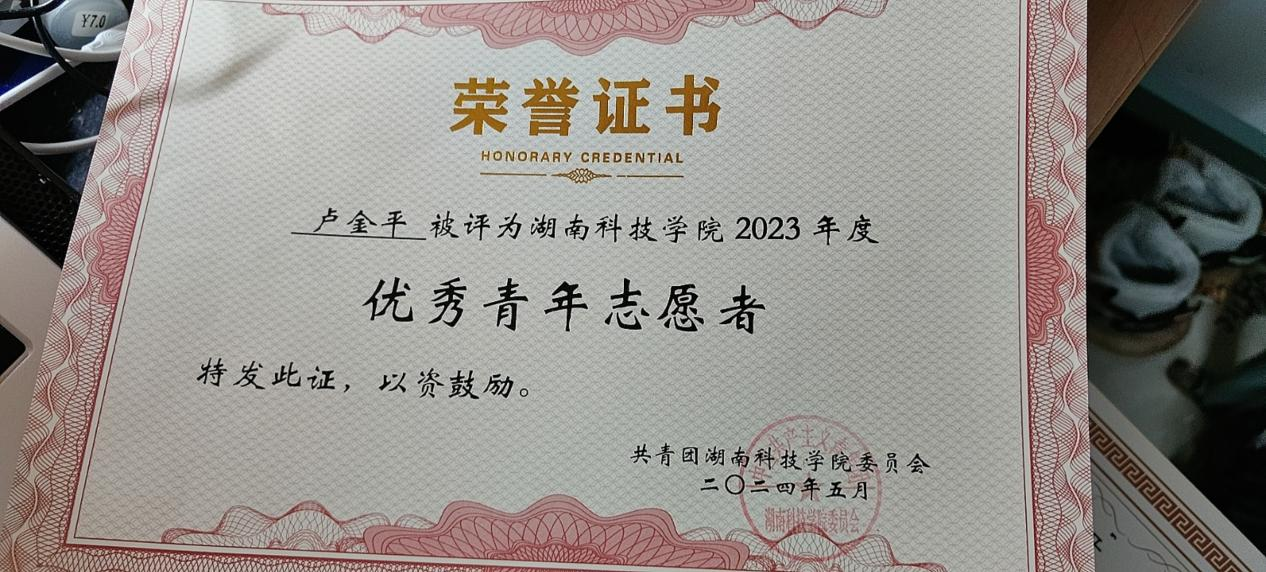 Y7.0
荣誉证书
HONORARY CREDENTIAL
卢金平 被评为湖南科技学院 2023 年度
优秀青年志愿者
特发此证，以资鼓励。
共青团湖南科技学院委员会
二〇二四年五月
湖南科技学院委员会